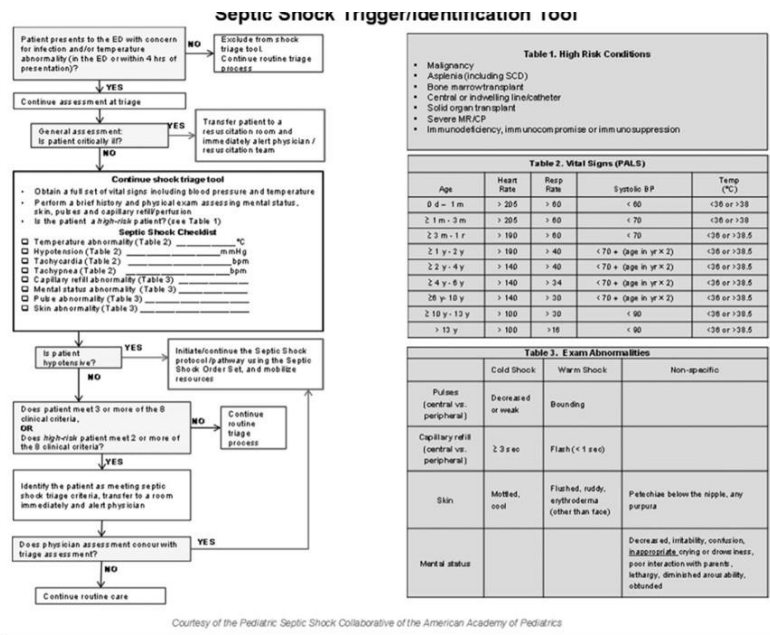 Septic Shock Trigger/Identification Tool
Patient presents to the ED with concern
for infection and/or temperature
abnormality (in the ED or within 4 hrs of
presentation)?
NO
Exclude from shock
triage tool.
Continue routine triage
process
YES
Continue assessment at triage
General assessment:
Is patient critically ill?
YES
Transfer patient to a
resuscitation room and
immediately alert physician /
resuscitation team
NO
Continue shock triage tool
• Obtain a full set of vital signs including blood pressure and temperature
• Perform a brief history and physical exam assessing mental status,
skin, pulses and capillary refill/perfusion
• Is the patient a high-risk patient? (see Table 1)
Septic Shock Checklist
☐ Temperature abnormality (Table 2) ____________°C
☐ Hypotension (Table 2) ____________mmHg
☐ Tachycardia (Table 2) ____________bpm
☐ Tachypnea (Table 2) ____________bpm
☐ Capillary refill abnormality (Table 3) ____________
☐ Mental status abnormality (Table 3) ____________
☐ Pulse abnormality (Table 3) ____________
☐ Skin abnormality (Table 3) ____________
Is patient
hypotensive?
YES
Initiate/continue the Septic Shock
protocol/pathway using the Septic
Shock Order Set, and mobilize
resources
NO
Does patient meet 3 or more of the 8
clinical criteria,
OR
Does high-risk patient meet 2 or more of
the 8 clinical criteria?
NO
Continue
routine
triage
process
YES
Identify the patient as meeting septic
shock triage criteria, transfer to a room
immediately and alert physician
Does physician assessment concur with
triage assessment?
YES
NO
Continue routine care
Table 1. High Risk Conditions
• Malignancy
• Asplenia (including SCD)
• Bone marrow transplant
• Central or indwelling line/catheter
• Solid organ transplant
• Severe MR/CP
• Immunodeficiency, immunocompromise or immunosuppression
Table 2. Vital Signs (PALS)
Age Heart Rate Resp Rate Systolic BP Temp (°C)
0 d – 1 m > 205 > 60 < 60 <36 or >38
≥ 1 m - 3 m > 205 > 60 < 70 <36 or >38
≥ 3 m - 1 r > 190 > 60 < 70 <36 or >38.5
≥ 1 y - 2 y > 190 > 40 < 70 + (age in yr × 2) <36 or >38.5
≥ 2 y - 4 y > 140 > 40 < 70 + (age in yr × 2) <36 or >38.5
≥ 4 y - 6 y > 140 > 34 < 70 + (age in yr × 2) <36 or >38.5
≥6 y- 10 y > 140 > 30 < 70 + (age in yr × 2) <36 or >38.5
≥ 10 y - 13 y > 100 > 30 < 90 <36 or >38.5
> 13 y > 100 >16 < 90 <36 or >38.5
Table 3. Exam Abnormalities
Cold Shock Warm Shock Non-specific
Pulses
(central vs.
peripheral)
Decreased
or weak
Bounding
Capillary refill
(central vs.
peripheral)
≥ 3 sec
Flash (< 1 sec)
Skin
Mottled,
cool
Flushed, ruddy,
erythroderma
(other than face)
Petechiae below the nipple, any
purpura
Mental status
Decreased, irritability, confusion,
inappropriate crying or drowsiness,
poor interaction with parents,
lethargy, diminished arousability,
obtunded
Courtesy of the Pediatric Septic Shock Collaborative of the American Academy of Pediatrics